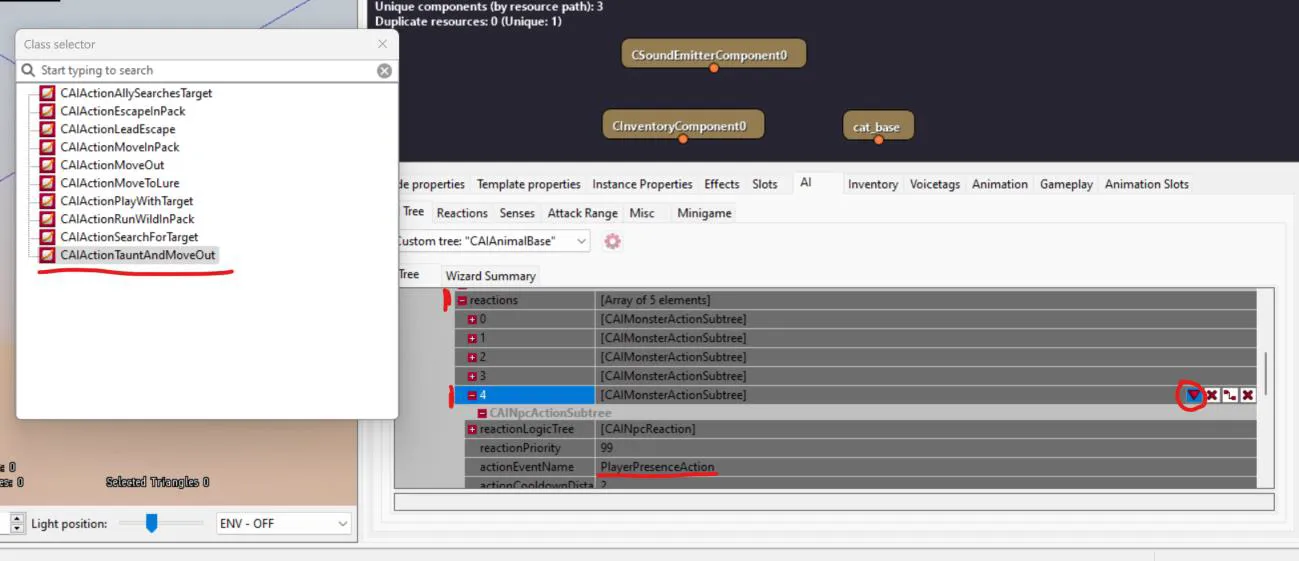 Unique components (by resource path): 3
Duplicate resources: 0 (Unique: 1)
CSoundEmitterComponent0
CInventoryComponent0
cat_base
Class selector
Start typing to search
CAIActionAllySearchesTarget
CAIActionEscapeInPack
CAIActionLeadEscape
CAIActionMoveInPack
CAIActionMoveOut
CAIActionMoveToLure
CAIActionPlayWithTarget
CAIActionRunWildInPack
CAIActionSearchForTarget
CAIActionTauntAndMoveOut
de properties Template properties Instance Properties Effects Slots AI Inventory Voicetags Animation Gameplay Animation Slots
Tree Reactions Senses Attack Range Misc Minigame
Custom tree: "CAIAnimalBase"
Tree Wizard Summary
reactions [Array of 5 elements]
0 [CAIMonsterActionSubtree]
1 [CAIMonsterActionSubtree]
2 [CAIMonsterActionSubtree]
3 [CAIMonsterActionSubtree]
4 [CAIMonsterActionSubtree]
CAINpcActionSubtree
reactionLogicTree [CAINpcReaction]
reactionPriority 99
actionEventName PlayerPresenceAction
actionCooldownDista 2
s: 0
es: 0 Selected Triangles 0
Light position: ENV - OFF